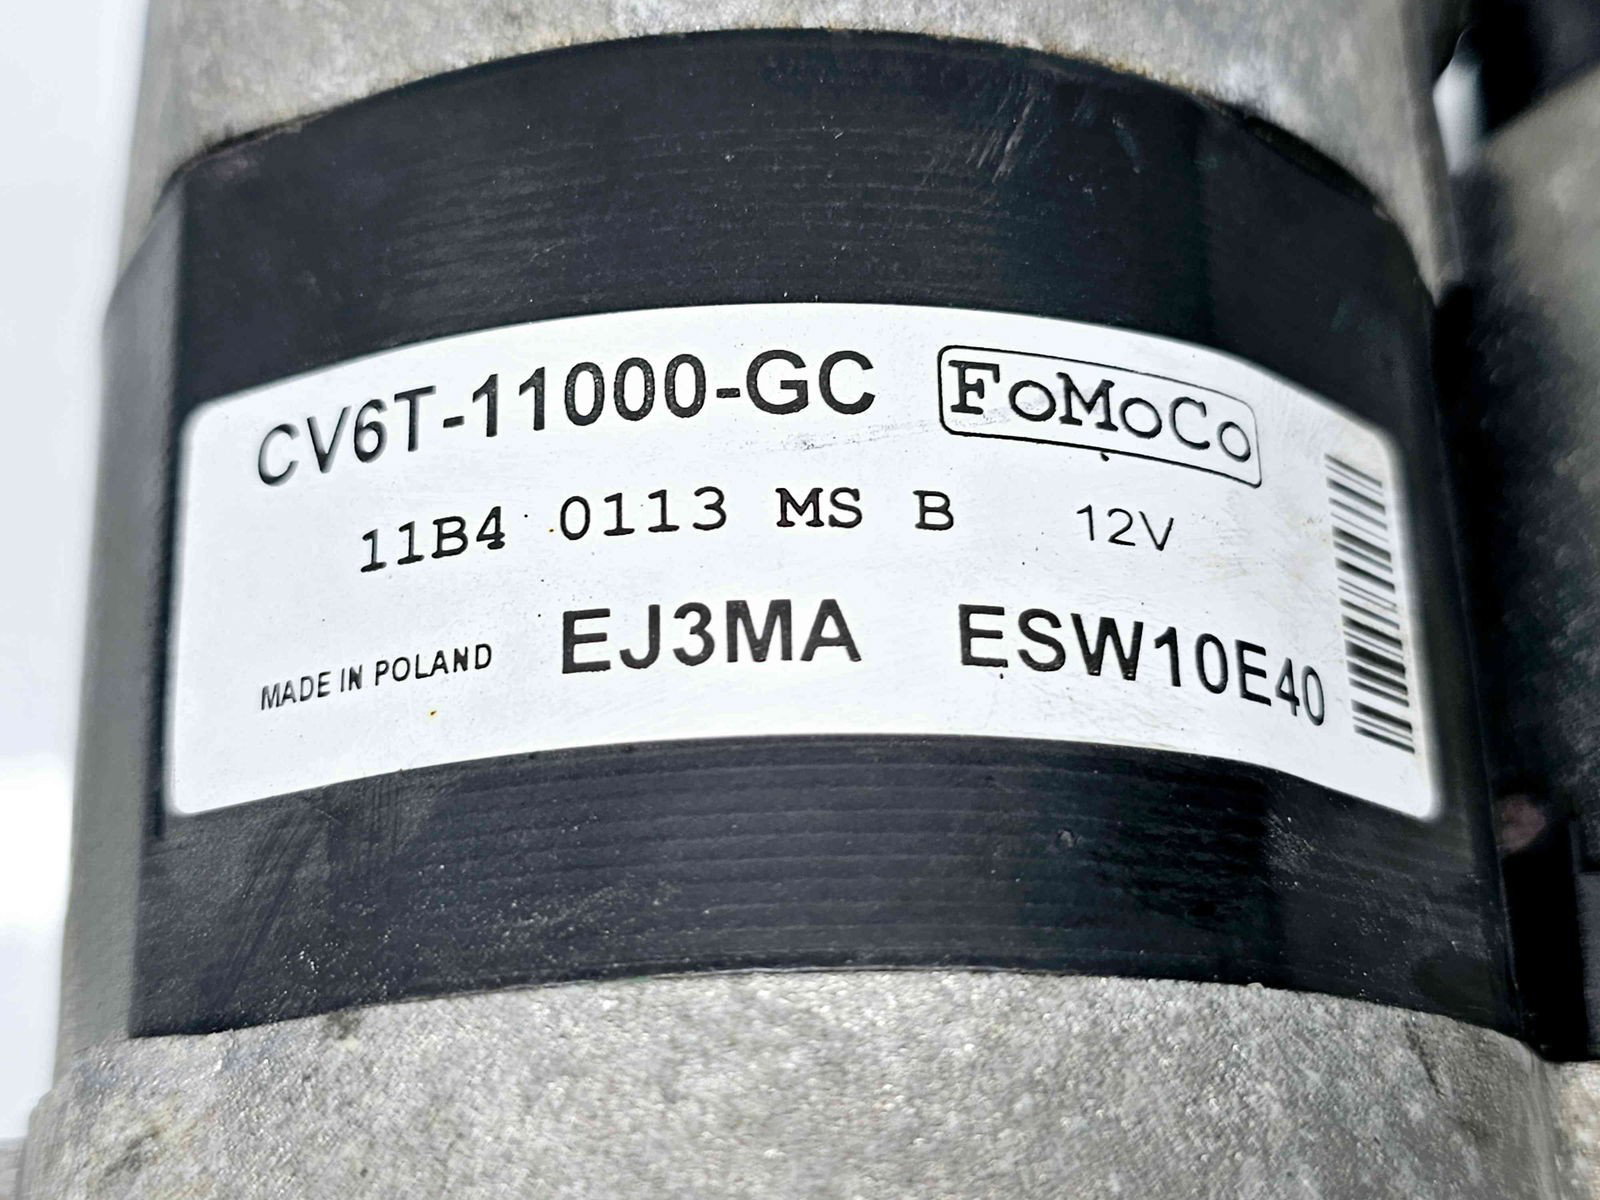 CV6T-11000-GC FoMoCo
11B4 0113 MS B 12V
MADE IN POLAND EJ3MA ESW10E40